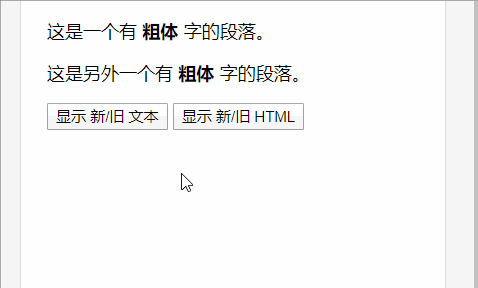 这是一个有 粗体 字的段落。
这是另外一个有 粗体 字的段落。
显示 新/旧 文本 显示 新/旧 HTML